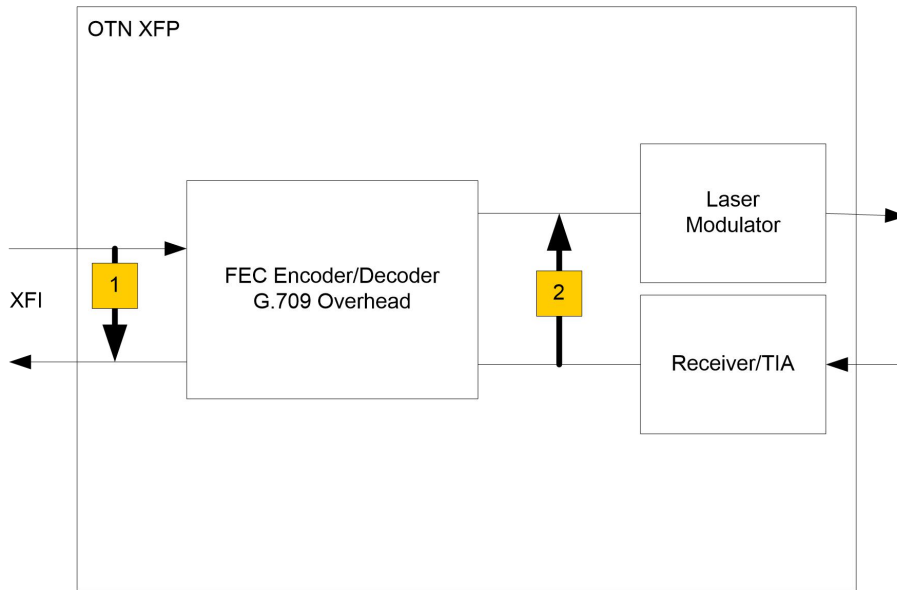 OTN XFP
Laser
Modulator
1
FEC Encoder/Decoder
G.709 Overhead
2
XFI
Receiver/TIA